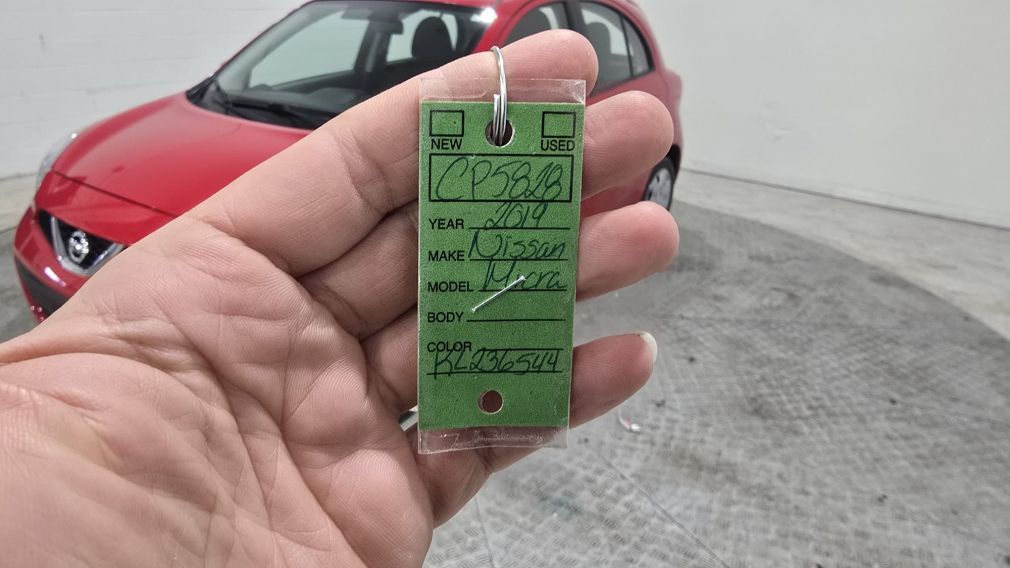 NEW USED
CP5828
YEAR 2019
MAKE Nissan
MODEL Micra
BODY
COLOR
KL236544